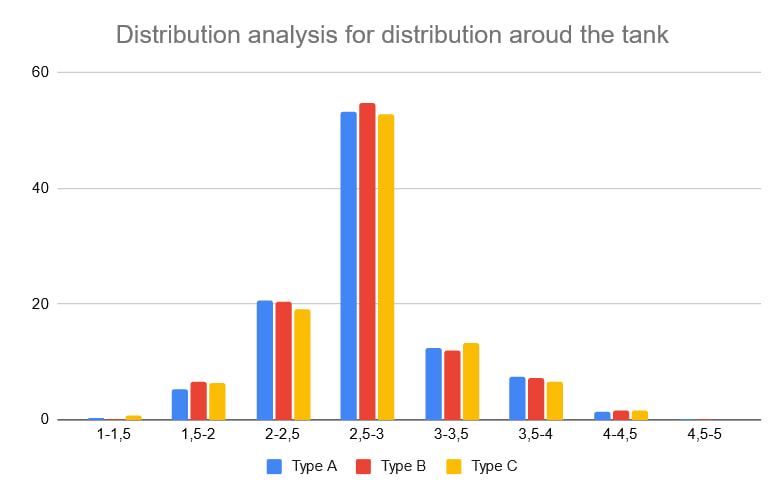 Distribution analysis for distribution aroud the tank
60
40
20
0
1-1,5 1,5-2 2-2,5 2,5-3 3-3,5 3,5-4 4-4,5 4,5-5
Type A Type B Type C